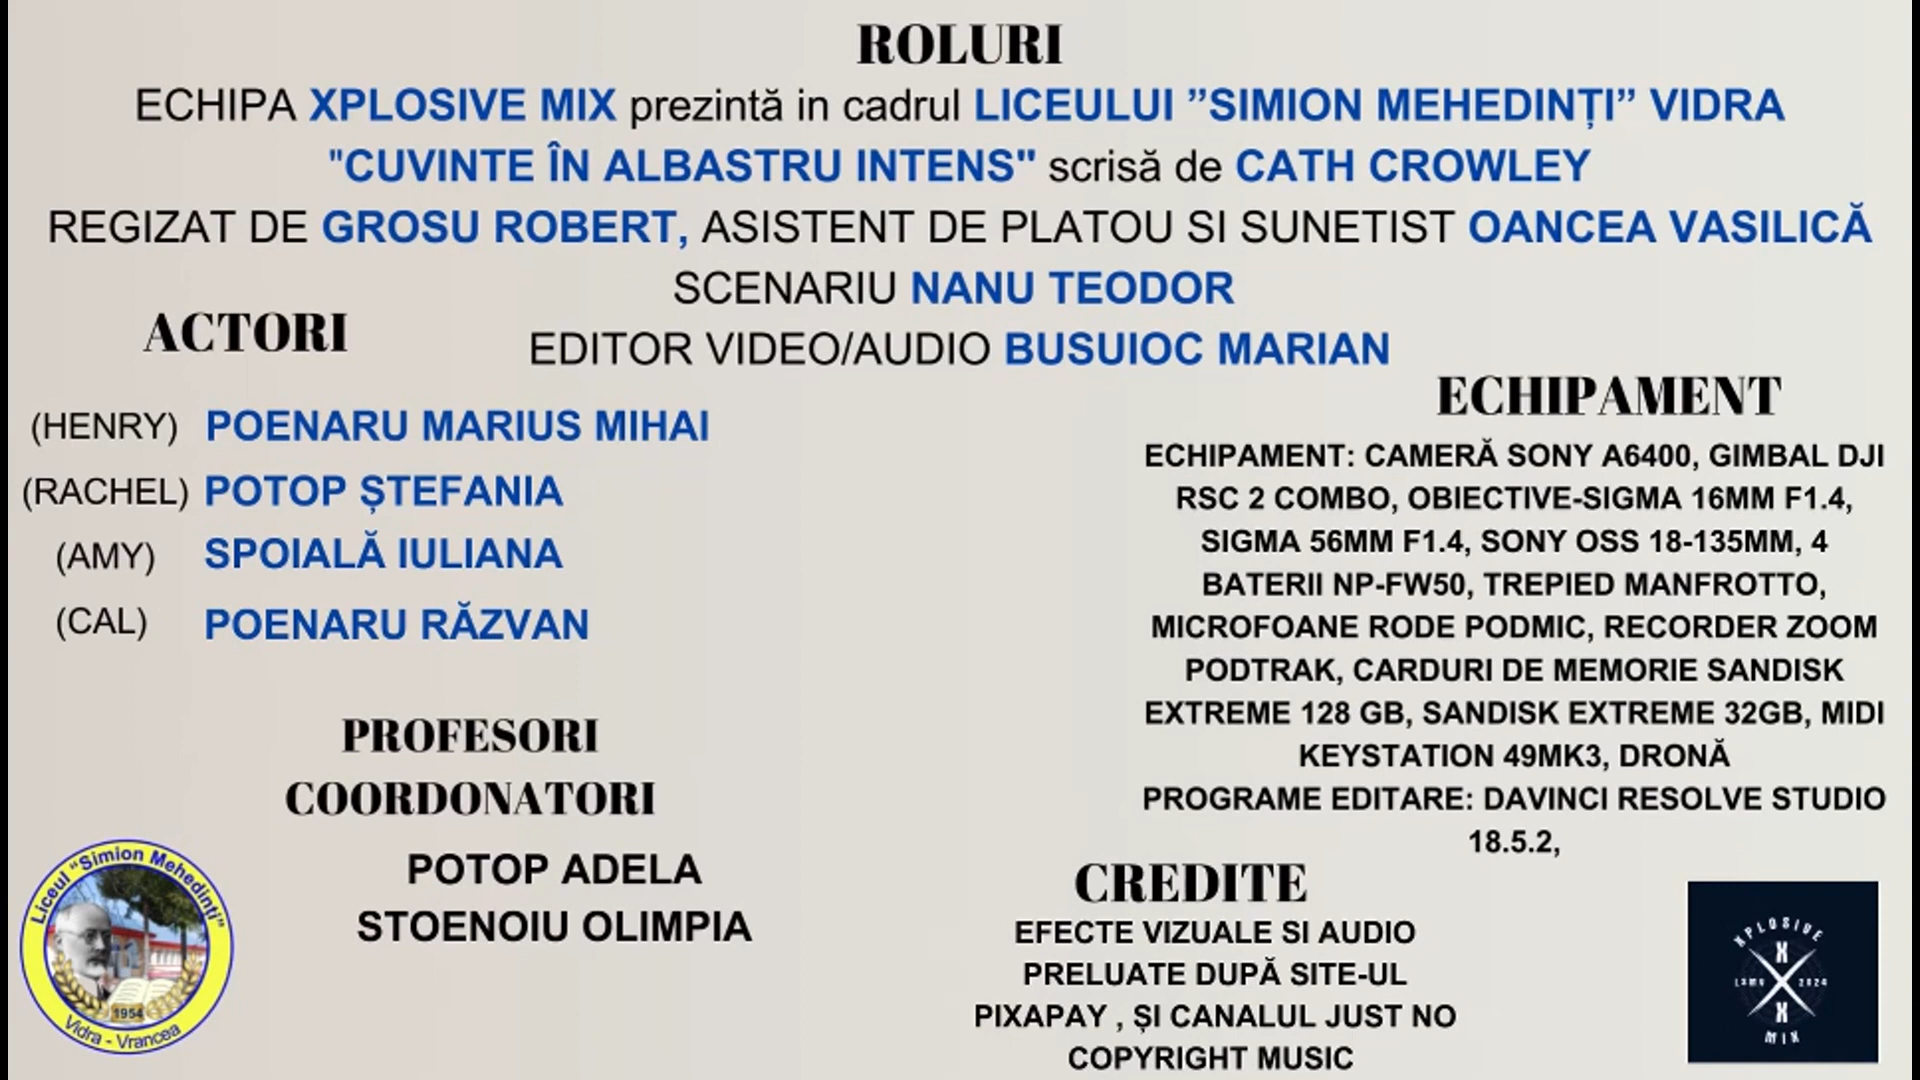 ROLURI
ECHIPA XPLOSIVE MIX prezintă in cadrul LICEULUI ”SIMION MEHEDINȚI” VIDRA
"CUVINTE ÎN ALBASTRU INTENS" scrisă de CATH CROWLEY
REGIZAT DE GROSU ROBERT, ASISTENT DE PLATOU SI SUNETIST OANCEA VASILICĂ
SCENARIU NANU TEODOR
EDITOR VIDEO/AUDIO BUSUIOC MARIAN
ACTORI
(HENRY) POENARU MARIUS MIHAI
(RACHEL) POTOP ȘTEFANIA
(AMY) SPOIALĂ IULIANA
(CAL) POENARU RĂZVAN
PROFESORI
COORDONATORI
POTOP ADELA
STOENOIU OLIMPIA
ECHIPAMENT
ECHIPAMENT: CAMERĂ SONY A6400, GIMBAL DJI
RSC 2 COMBO, OBIECTIVE-SIGMA 16MM F1.4,
SIGMA 56MM F1.4, SONY OSS 18-135MM, 4
BATERII NP-FW50, TREPIED MANFROTTO,
MICROFOANE RODE PODMIC, RECORDER ZOOM
PODTRAK, CARDURI DE MEMORIE SANDISK
EXTREME 128 GB, SANDISK EXTREME 32GB, MIDI
KEYSTATION 49MK3, DRONĂ
PROGRAME EDITARE: DAVINCI RESOLVE STUDIO
18.5.2,
CREDITE
EFECTE VIZUALE SI AUDIO
PRELUATE DUPĂ SITE-UL
PIXAPAY , ȘI CANALUL JUST NO
COPYRIGHT MUSIC
Liceul “Simion Mehedinți”
1954
Vidra - Vrancea
XPLOSIVE
X
LSMV 2024
X
MIX